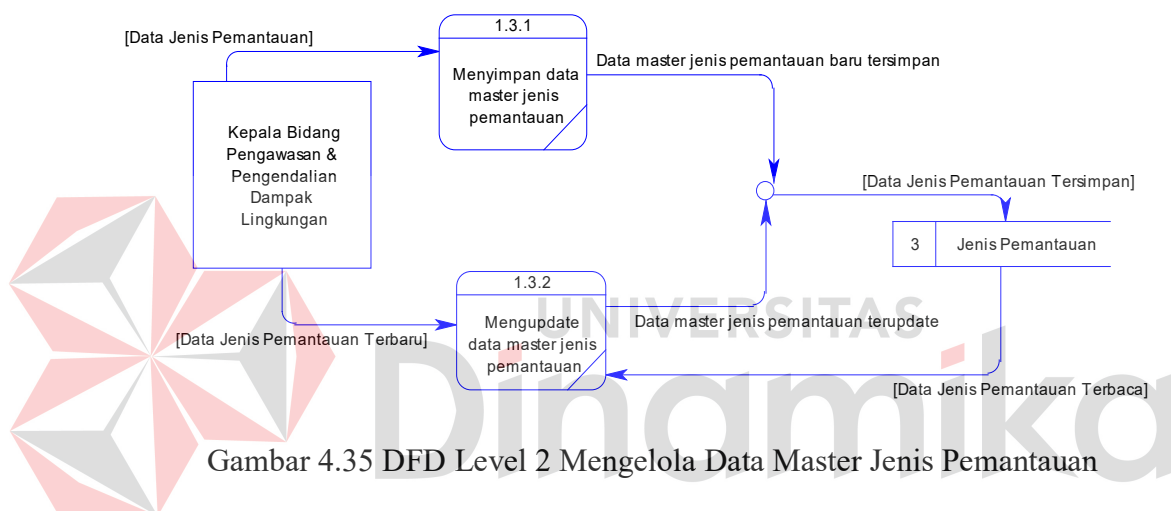 [Data Jenis Pemantauan]
1.3.1
Menyimpan data
master jenis
pemantauan
Data master jenis pemantauan baru tersimpan
Kepala Bidang
Pengawasan &
Pengendalian
Dampak
Lingkungan
[Data Jenis Pemantauan Tersimpan]
3
Jenis Pemantauan
1.3.2
Mengupdate
data master jenis
pemantauan
[Data Jenis Pemantauan Terbaru]
Data master jenis pemantauan terupdate
[Data Jenis Pemantauan Terbaca]
UNIVERSITAS
Dinamika
Gambar 4.35 DFD Level 2 Mengelola Data Master Jenis Pemantauan